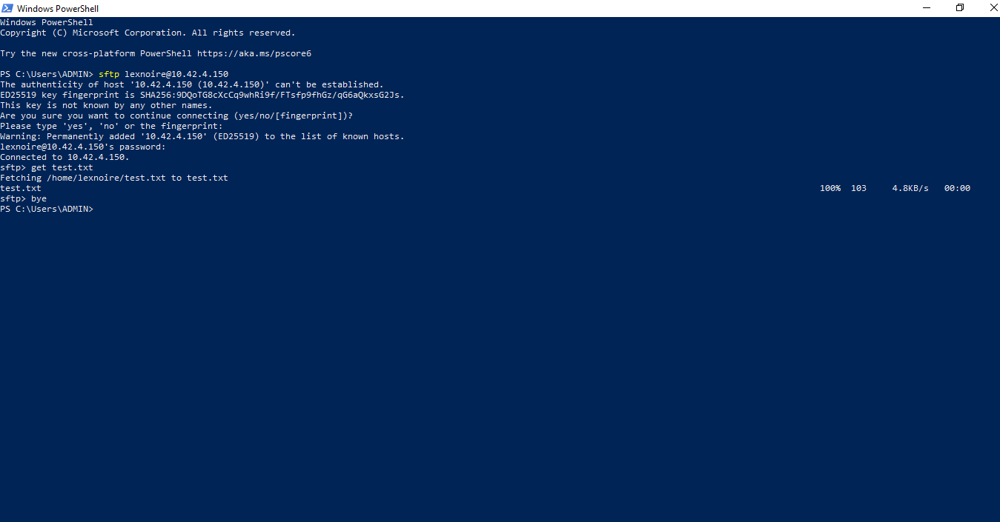 Windows PowerShell
Windows PowerShell
Copyright (C) Microsoft Corporation. All rights reserved.
Try the new cross-platform PowerShell https://aka.ms/pscore6
PS C:\Users\ADMIN> sftp lexnoire@10.42.4.150
The authenticity of host '10.42.4.150 (10.42.4.150)' can't be established.
ED25519 key fingerprint is SHA256:9DQoTG8cXcCq9whRi9f/FTsfp9fhGz/qG6aQkxsG2Js.
This key is not known by any other names.
Are you sure you want to continue connecting (yes/no/[fingerprint])?
Please type 'yes', 'no' or the fingerprint:
Warning: Permanently added '10.42.4.150' (ED25519) to the list of known hosts.
lexnoire@10.42.4.150's password:
Connected to 10.42.4.150.
sftp> get test.txt
Fetching /home/lexnoire/test.txt to test.txt
test.txt 100% 103 4.8KB/s 00:00
sftp> bye
PS C:\Users\ADMIN>